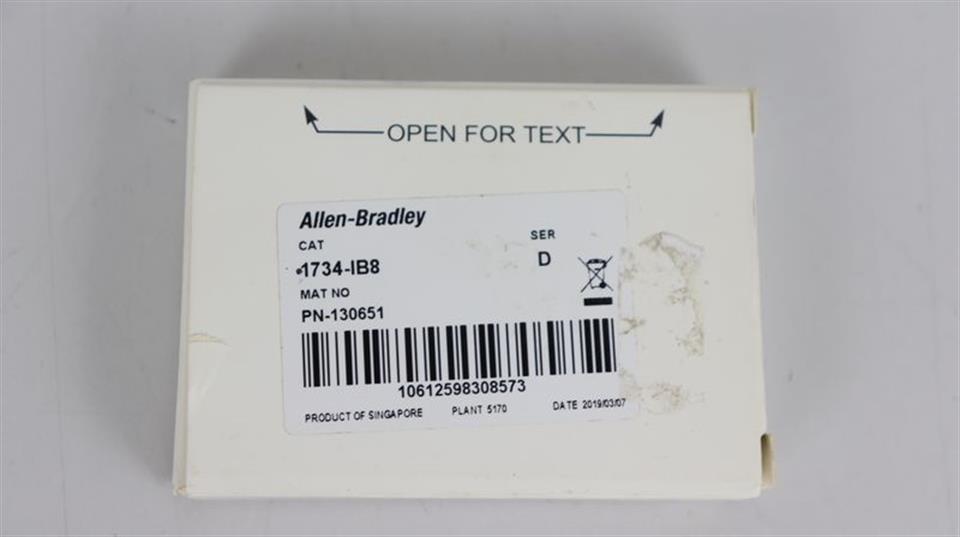 OPEN FOR TEXT
Allen-Bradley
CAT
SER
1734-IB8
D
MAT NO
PN-130651
10612598308573
PRODUCT OF SINGAPORE PLANT 5170 DATE 2019/03/07